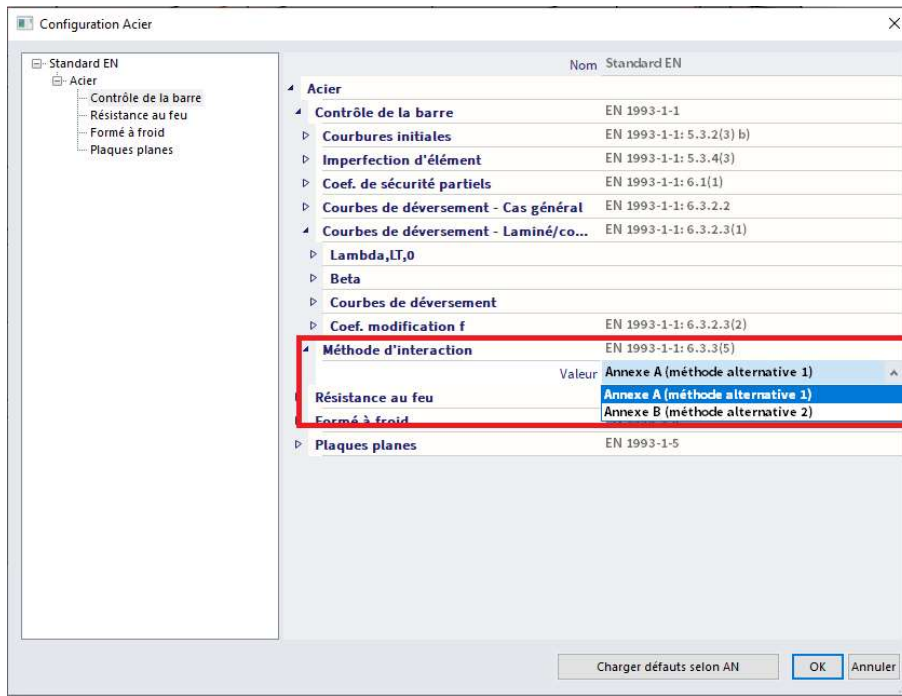 Configuration Acier
Standard EN
Acier
Contrôle de la barre
Résistance au feu
Formé à froid
Plaques planes
Nom Standard EN
Acier
Contrôle de la barre EN 1993-1-1
Courbures initiales EN 1993-1-1: 5.3.2(3) b)
Imperfection d'élément EN 1993-1-1: 5.3.4(3)
Coef. de sécurité partiels EN 1993-1-1: 6.1(1)
Courbes de déversement - Cas général EN 1993-1-1: 6.3.2.2
Courbes de déversement - Laminé/co... EN 1993-1-1: 6.3.2.3(1)
Lambda,LT,0
Beta
Courbes de déversement
Coef. modification f EN 1993-1-1: 6.3.2.3(2)
Méthode d'interaction EN 1993-1-1: 6.3.3(5)
Valeur Annexe A (méthode alternative 1)
Résistance au feu Annexe A (méthode alternative 1)
Formé à froid Annexe B (méthode alternative 2)
Plaques planes EN 1993-1-5
Charger défauts selon AN OK Annuler